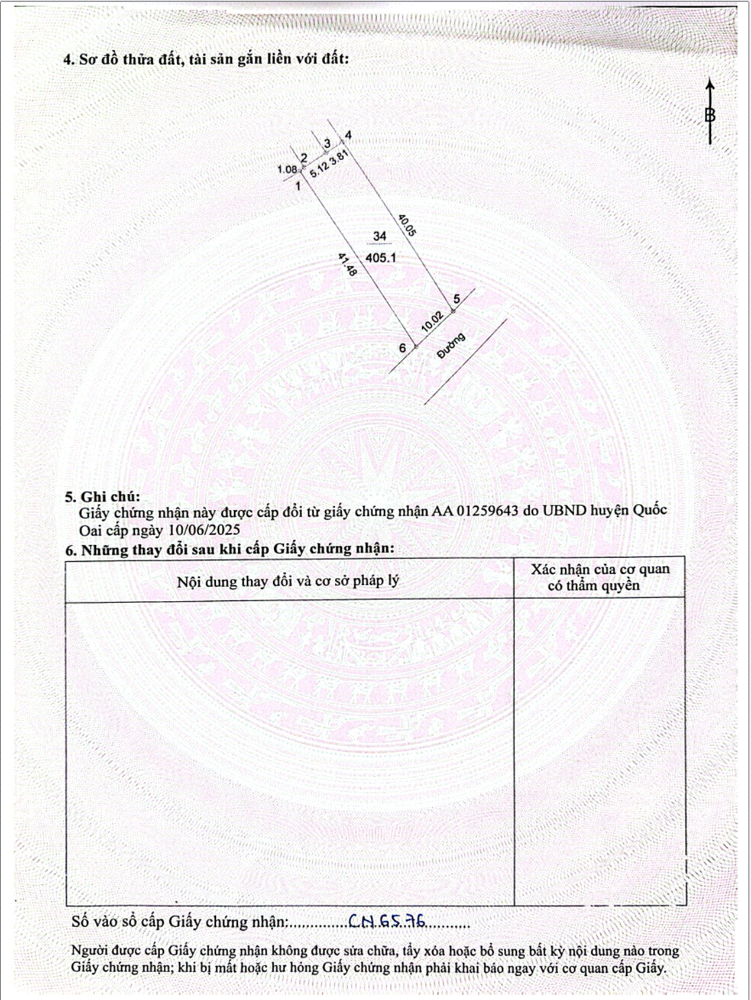 4. Sơ đồ thửa đất, tài sản gắn liền với đất:
B
4
3
2
3.81
5.12
1.08
1
40.05
34
405.1
41.48
5
10.02
6
Đường
5. Ghi chú:
Giấy chứng nhận này được cấp đổi từ giấy chứng nhận AA 01259643 do UBND huyện Quốc
Oai cấp ngày 10/06/2025
6. Những thay đổi sau khi cấp Giấy chứng nhận:
Nội dung thay đổi và cơ sở pháp lý
Xác nhận của cơ quan
có thẩm quyền
Số vào sổ cấp Giấy chứng nhận:.............CN.6576...........
Người được cấp Giấy chứng nhận không được sửa chữa, tẩy xóa hoặc bổ sung bất kỳ nội dung nào trong
Giấy chứng nhận; khi bị mất hoặc hư hỏng Giấy chứng nhận phải khai báo ngay với cơ quan cấp Giấy.